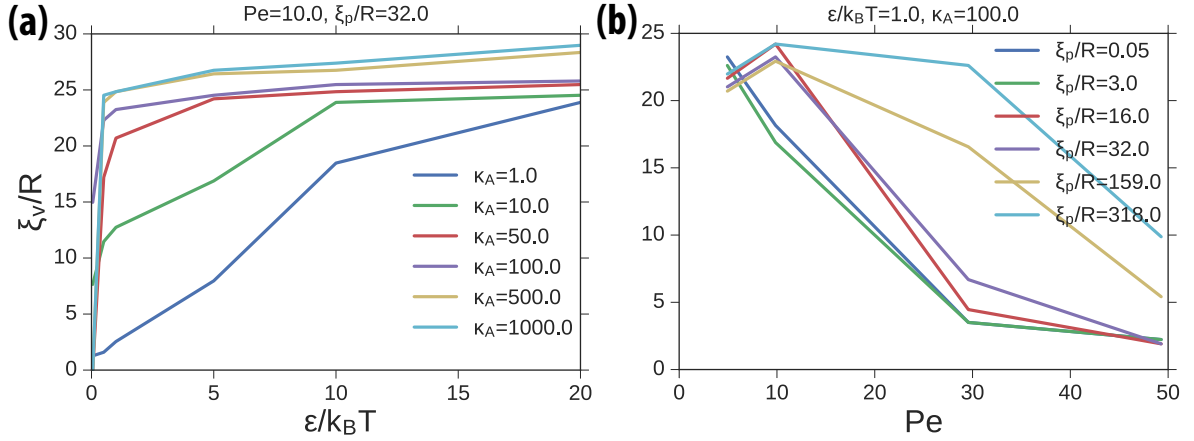 (a)
Pe=10.0, ξp/R=32.0
30
25
20
15
10
5
0
ξv/R
κA=1.0
κA=10.0
κA=50.0
κA=100.0
κA=500.0
κA=1000.0
0 5 10 15 20
ε/kBT
(b)
ε/kBT=1.0, κA=100.0
25
20
15
10
5
0
ξp/R=0.05
ξp/R=3.0
ξp/R=16.0
ξp/R=32.0
ξp/R=159.0
ξp/R=318.0
0 10 20 30 40 50
Pe